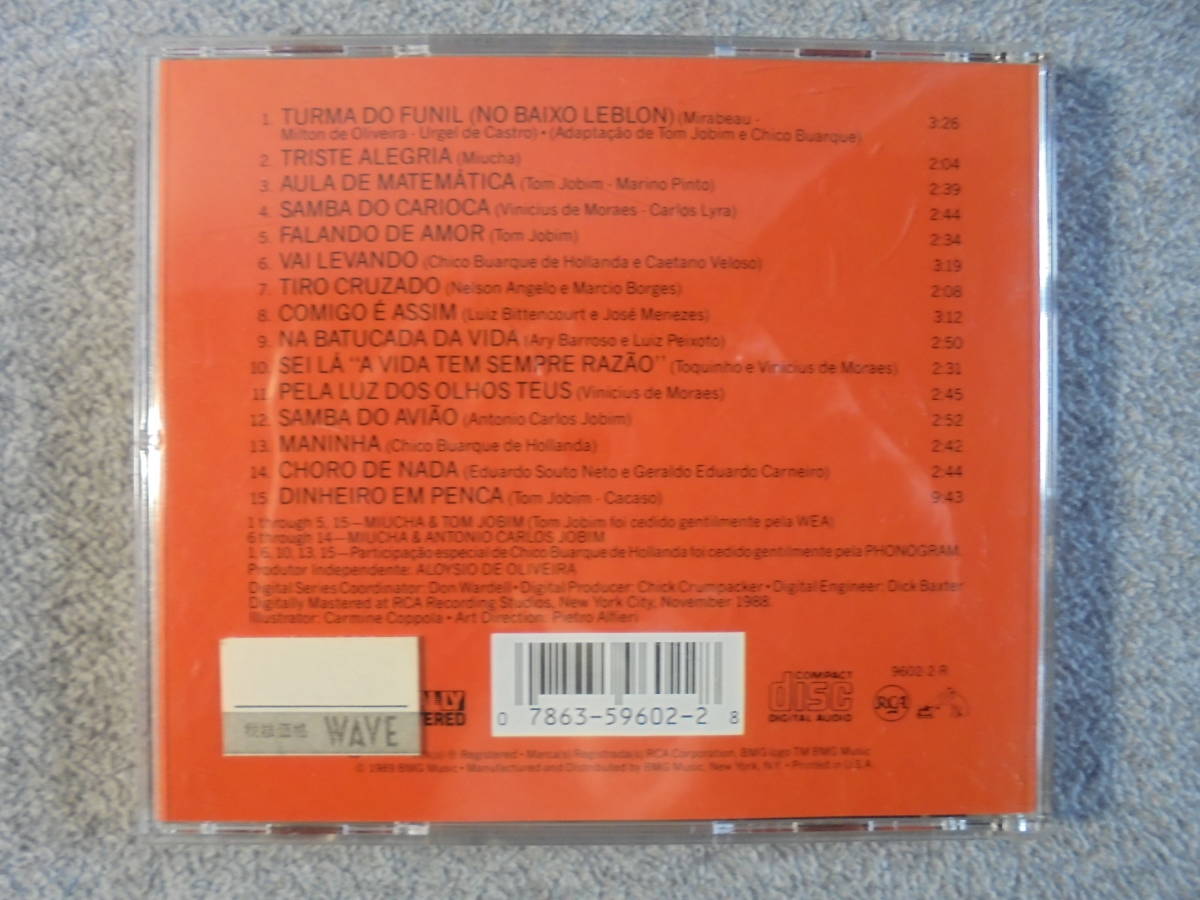 1. TURMA DO FUNIL (NO BAIXO LEBLON) (Mirabeau -
Milton de Oliveira - Urgel de Castro) • (Adaptação de Tom Jobim e Chico Buarque) 3:26
2. TRISTE ALEGRIA (Miucha) 2:04
3. AULA DE MATEMÁTICA (Tom Jobim - Marino Pinto) 2:39
4. SAMBA DO CARIOCA (Vinicius de Moraes - Carlos Lyra) 2:44
5. FALANDO DE AMOR (Tom Jobim) 2:34
6. VAI LEVANDO (Chico Buarque de Hollanda e Caetano Veloso) 3:19
7. TIRO CRUZADO (Nelson Angelo e Marcio Borges) 2:08
8. COMIGO É ASSIM (Luiz Bittencourt e José Menezes) 3:12
9. NA BATUCADA DA VIDA (Ary Barroso e Luiz Peixoto) 2:50
10. SEI LÁ "A VIDA TEM SEMPRE RAZÃO" (Toquinho e Vinicius de Moraes) 2:31
11. PELA LUZ DOS OLHOS TEUS (Vinicius de Moraes) 2:45
12. SAMBA DO AVIÃO (Antonio Carlos Jobim) 2:52
13. MANINHA (Chico Buarque de Hollanda) 2:42
14. CHORO DE NADA (Eduardo Souto Neto e Geraldo Eduardo Carneiro) 2:44
15. DINHEIRO EM PENCA (Tom Jobim - Cacaso) 9:43
1 through 5, 15—MIUCHA & TOM JOBIM (Tom Jobim foi cedido gentilmente pela WEA)
6 through 14—MIUCHA & ANTONIO CARLOS JOBIM
1, 6, 10, 13, 15—Participação especial de Chico Buarque de Hollanda foi cedido gentilmente pela PHONOGRAM.
Produtor Independente: ALOYSIO DE OLIVEIRA
Digital Series Coordinator: Don Wardell • Digital Producer: Chick Crumpacker • Digital Engineer: Dick Baxter
Digitally Mastered at RCA Recording Studios, New York City, November 1988.
Illustrator: Carmine Coppola • Art Direction: Pietro Alfieri
WAVE
0 7863-59602-2 8
COMPACT
disc
DIGITAL AUDIO
9602-2 R
RCA
® Registered • Marca(s) Registrada(s) RCA Corporation. BMG logo TM BMG Music
© 1989 BMG Music • Manufactured and Distributed by BMG Music, New York, N.Y. • Printed in U.S.A.